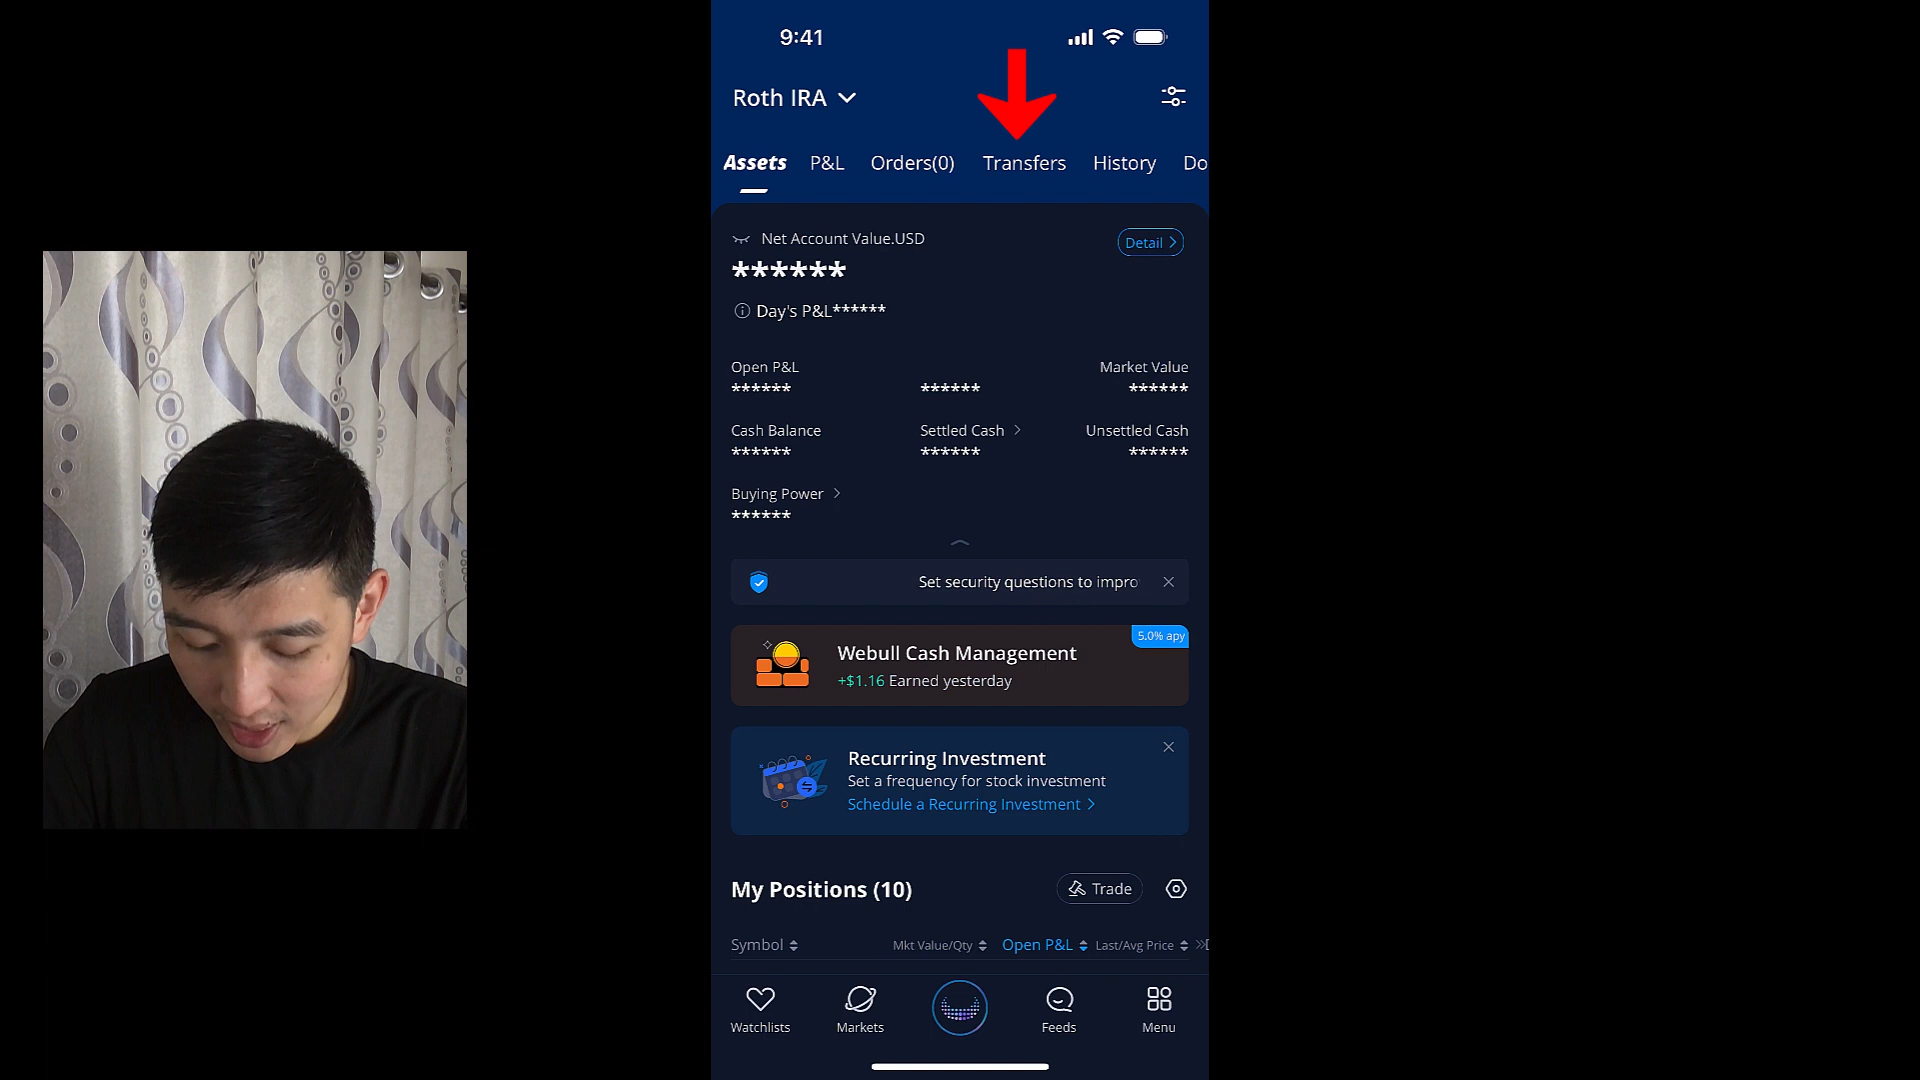 9:41
Roth IRA
Assets P&L Orders(0) Transfers History Do
Net Account Value.USD
Detail
******
Day's P&L******
Open P&L Market Value
****** ****** ******
Cash Balance Settled Cash Unsettled Cash
****** ****** ******
Buying Power
******
Set security questions to impro
5.0% apy
Webull Cash Management
+$1.16 Earned yesterday
Recurring Investment
Set a frequency for stock investment
Schedule a Recurring Investment
My Positions (10) Trade
Symbol Mkt Value/Qty Open P&L Last/Avg Price
Watchlists Markets Feeds Menu